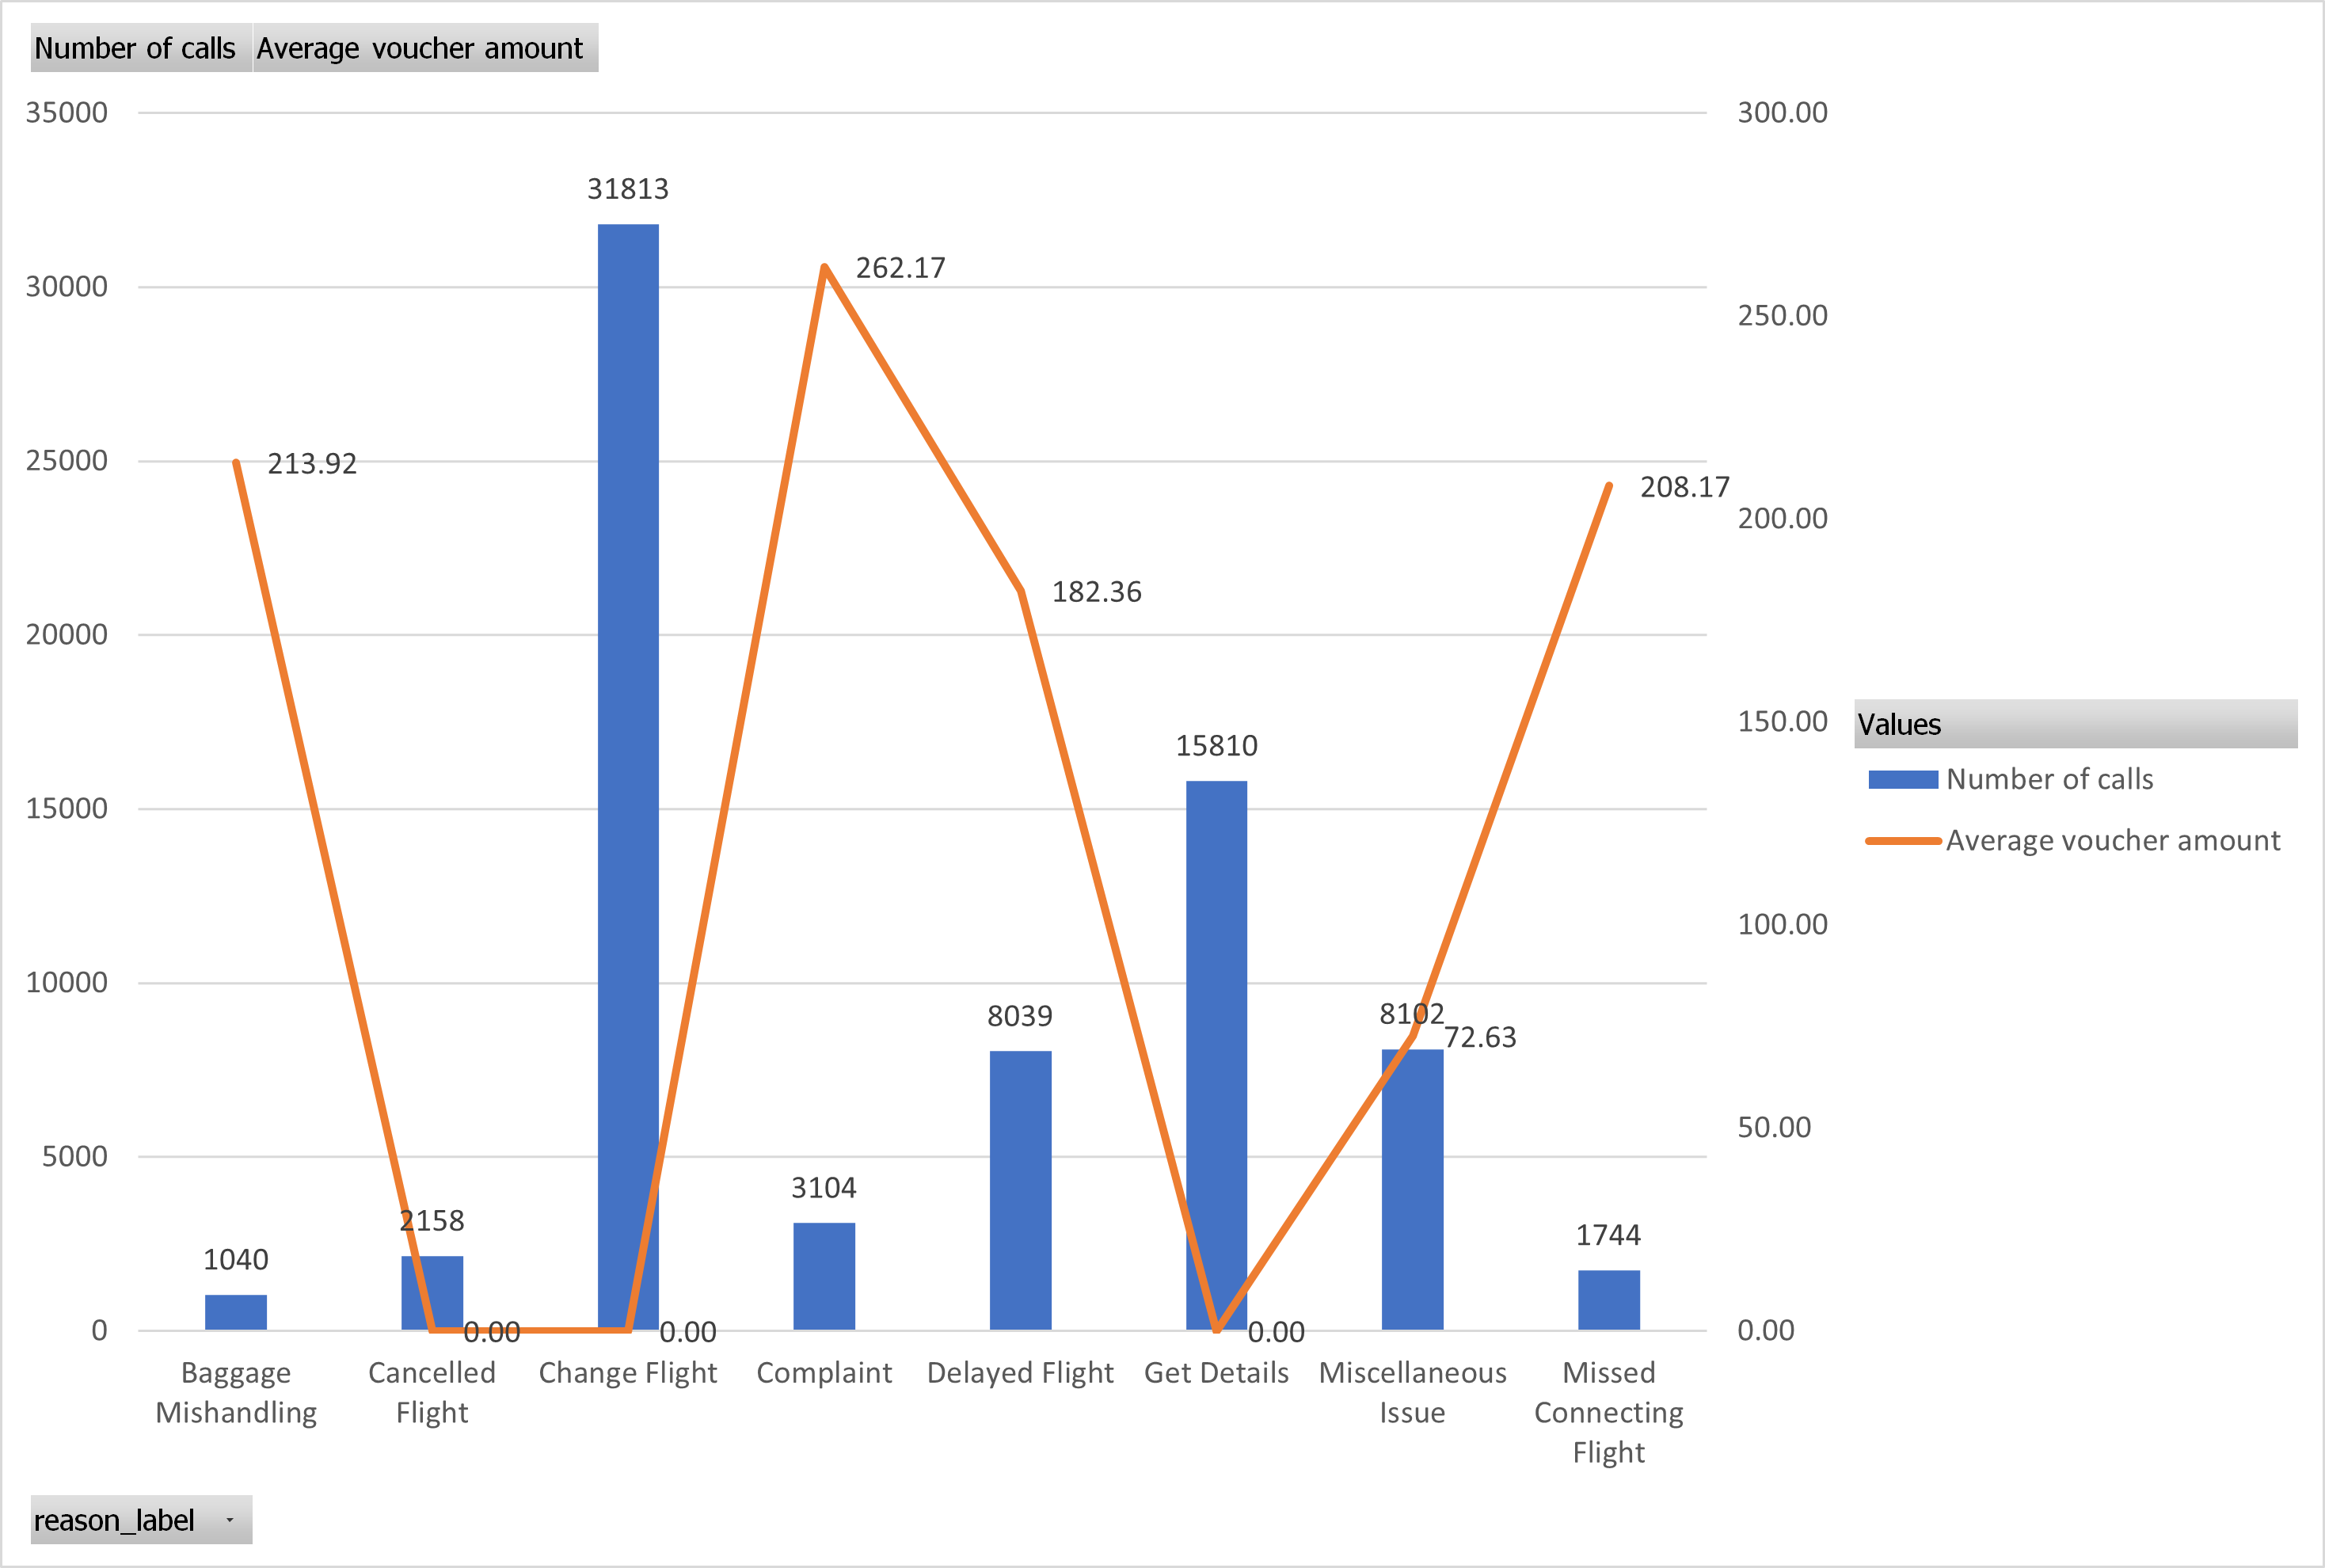 Number of calls Average voucher amount
35000
30000
25000
20000
15000
10000
5000
0
300.00
250.00
200.00
150.00
100.00
50.00
0.00
31813
262.17
213.92
208.17
182.36
15810
8039
8102
72.63
3104
2158
1040
1744
0.00
0.00
0.00
Baggage
Mishandling
Cancelled
Flight
Change Flight
Complaint
Delayed Flight
Get Details
Miscellaneous
Issue
Missed
Connecting
Flight
Values
Number of calls
Average voucher amount
reason_label